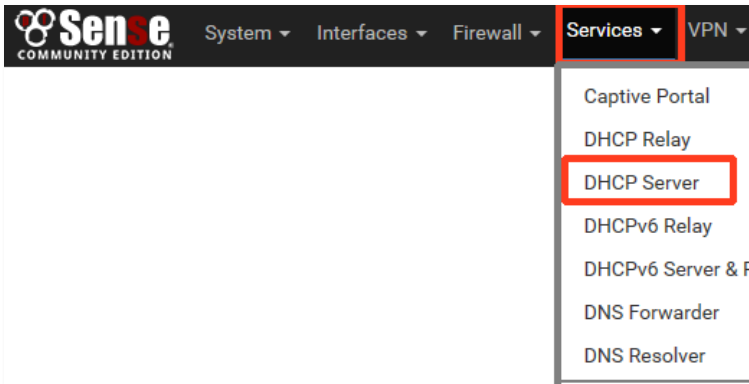 Sense
COMMUNITY EDITION
System Interfaces Firewall Services VPN
Captive Portal
DHCP Relay
DHCP Server
DHCPv6 Relay
DHCPv6 Server &
DNS Forwarder
DNS Resolver